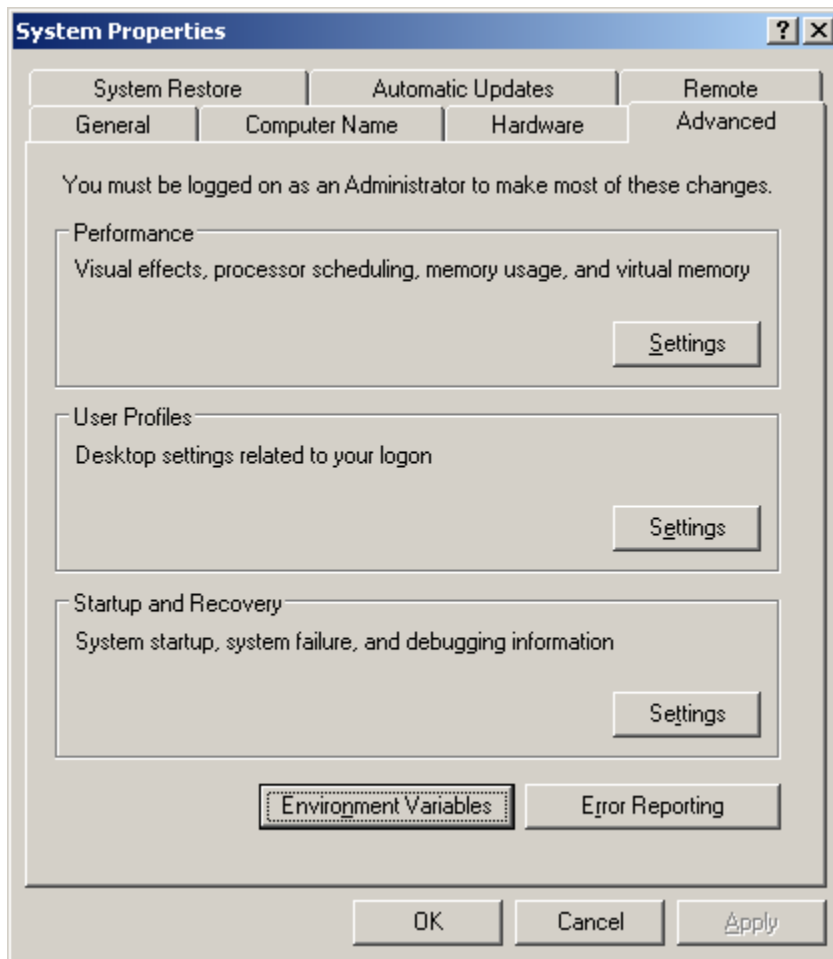 System Properties
System Restore Automatic Updates Remote
General Computer Name Hardware Advanced
You must be logged on as an Administrator to make most of these changes.
Performance
Visual effects, processor scheduling, memory usage, and virtual memory
Settings
User Profiles
Desktop settings related to your logon
Settings
Startup and Recovery
System startup, system failure, and debugging information
Settings
Environment Variables Error Reporting
OK Cancel Apply